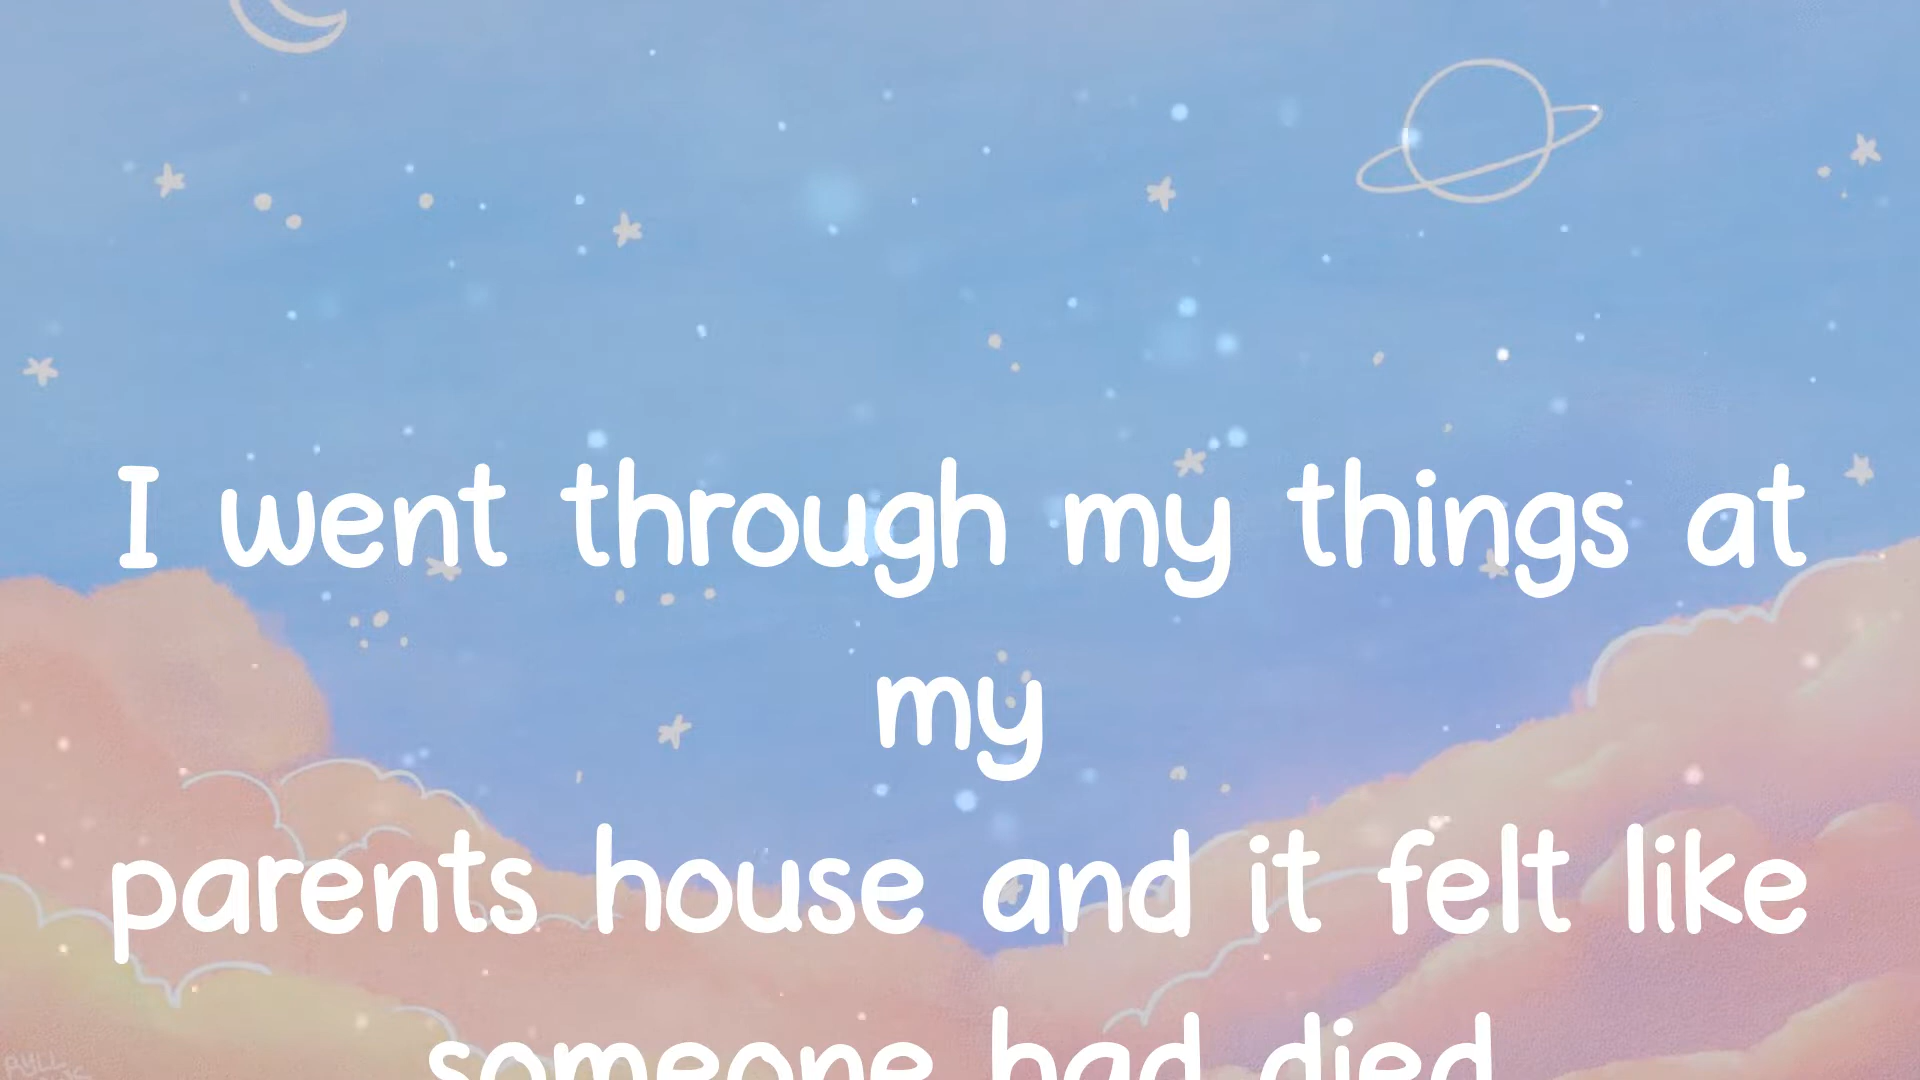 I went through my things at
my
parents house and it felt like
someone had died